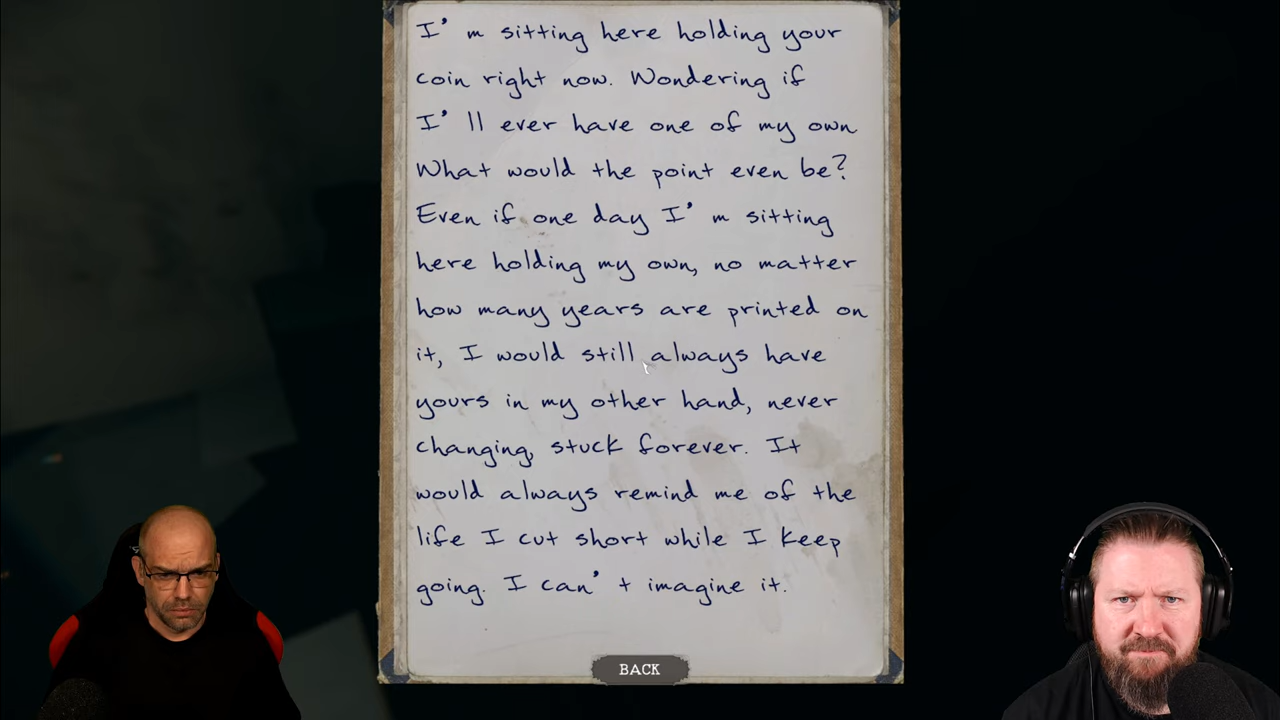 I' m sitting here holding your
coin right now. Wondering if
I' ll ever have one of my own
What would the point even be?
Even if one day I' m sitting
here holding my own, no matter
how many years are printed on
it, I would still always have
yours in my other hand, never
changing, stuck forever. It
would always remind me of the
life I cut short while I keep
going. I can' t imagine it.
BACK